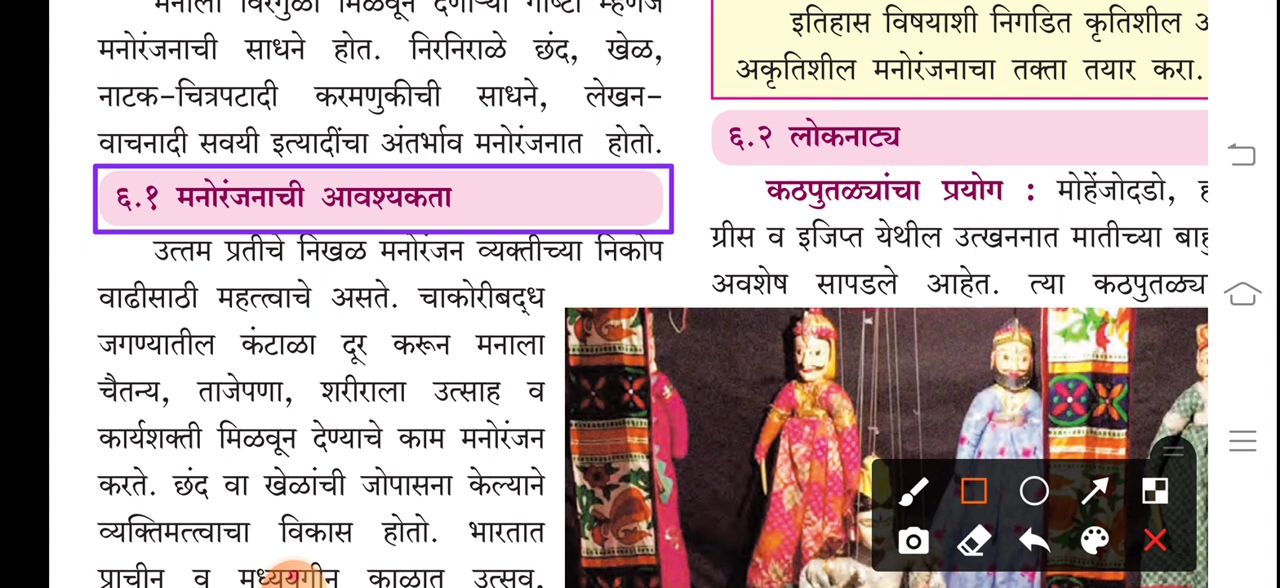 मनाला विरंगुळा मिळवून देणाऱ्या गोष्टी म्हणजे
मनोरंजनाची साधने होत. निरनिराळे छंद, खेळ,
नाटक-चित्रपटादी करमणुकीची साधने, लेखन-
वाचनादी सवयी इत्यादींचा अंतर्भाव मनोरंजनात होतो.
६.१ मनोरंजनाची आवश्यकता
उत्तम प्रतीचे निखळ मनोरंजन व्यक्तीच्या निकोप
वाढीसाठी महत्त्वाचे असते. चाकोरीबद्ध
जगण्यातील कंटाळा दूर करून मनाला
चैतन्य, ताजेपणा, शरीराला उत्साह व
कार्यशक्ती मिळवून देण्याचे काम मनोरंजन
करते. छंद वा खेळांची जोपासना केल्याने
व्यक्तिमत्त्वाचा विकास होतो. भारतात
प्राचीन व मध्ययुगीन काळात उत्सव,
इतिहास विषयाशी निगडित कृतिशील
अकृतिशील मनोरंजनाचा तक्ता तयार करा.
६.२ लोकनाट्य
कठपुतळ्यांचा प्रयोग : मोहेंजोदडो,
ग्रीस व इजिप्त येथील उत्खननात मातीच्या
अवशेष सापडले आहेत. त्या